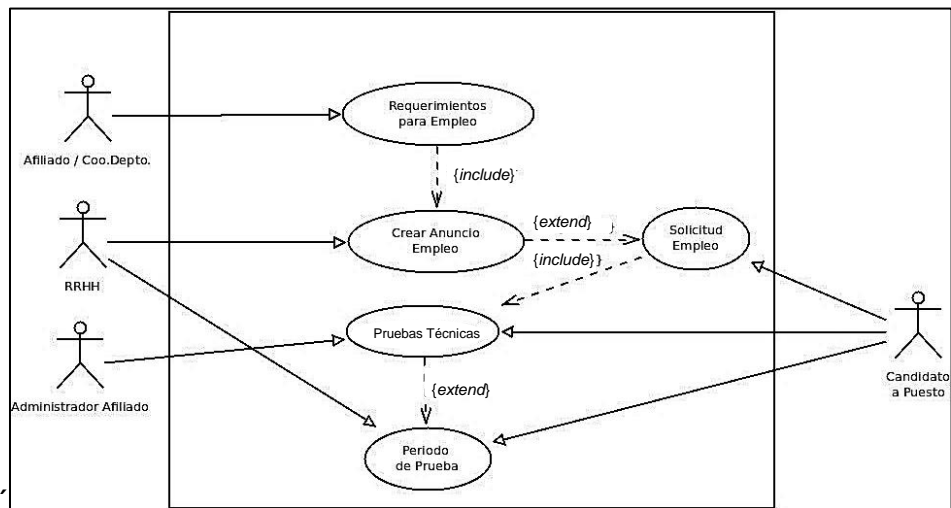 Requerimientos
para Empleo
Afiliado / Coo.Depto.
{include}
Crear Anuncio
Empleo
{extend} }
Solicitud
Empleo
{include}}
RRHH
Pruebas Técnicas
Administrador Afiliado
{extend}
Candidato
a Puesto
Periodo
de Prueba